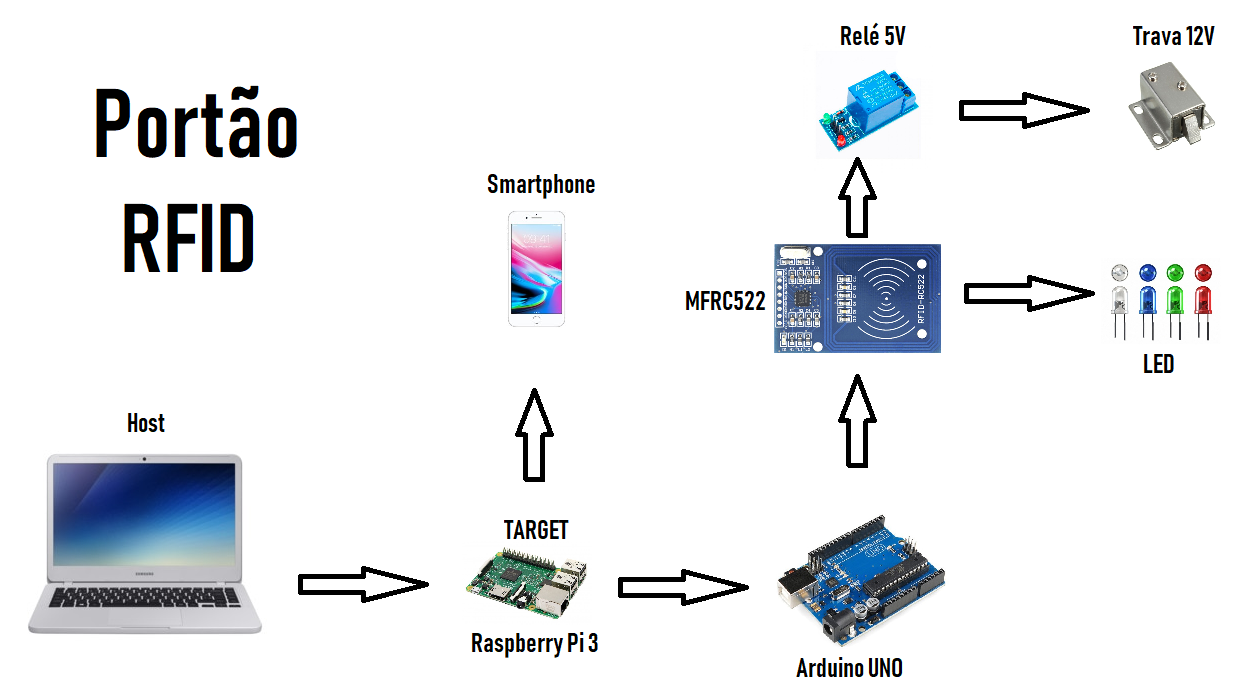 Portão
RFID
Relé 5V
Trava 12V
Smartphone
MFRC522
RFID-RC522
LED
Host
SAMSUNG
TARGET
Raspberry Pi 3
Arduino UNO